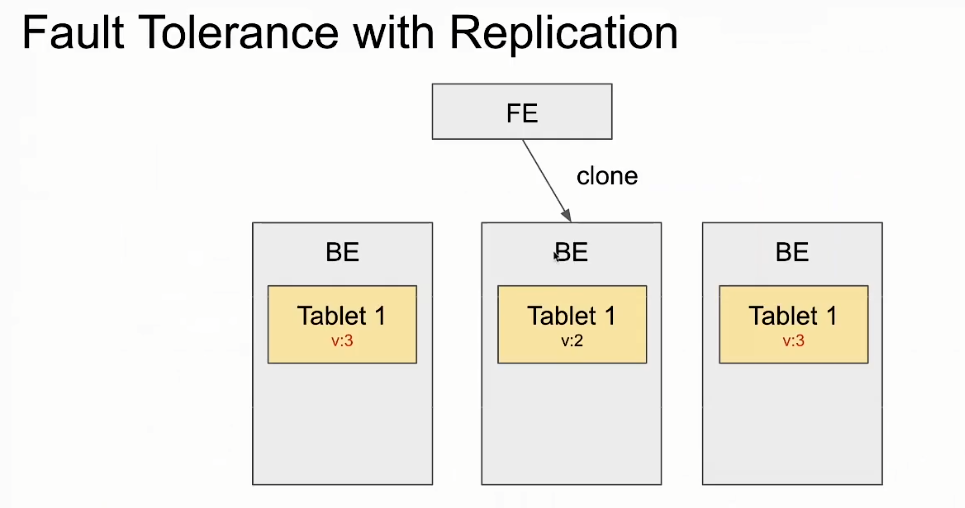 Fault Tolerance with Replication
FE
clone
BE
BE
BE
Tablet 1
v:3
Tablet 1
v:2
Tablet 1
v:3